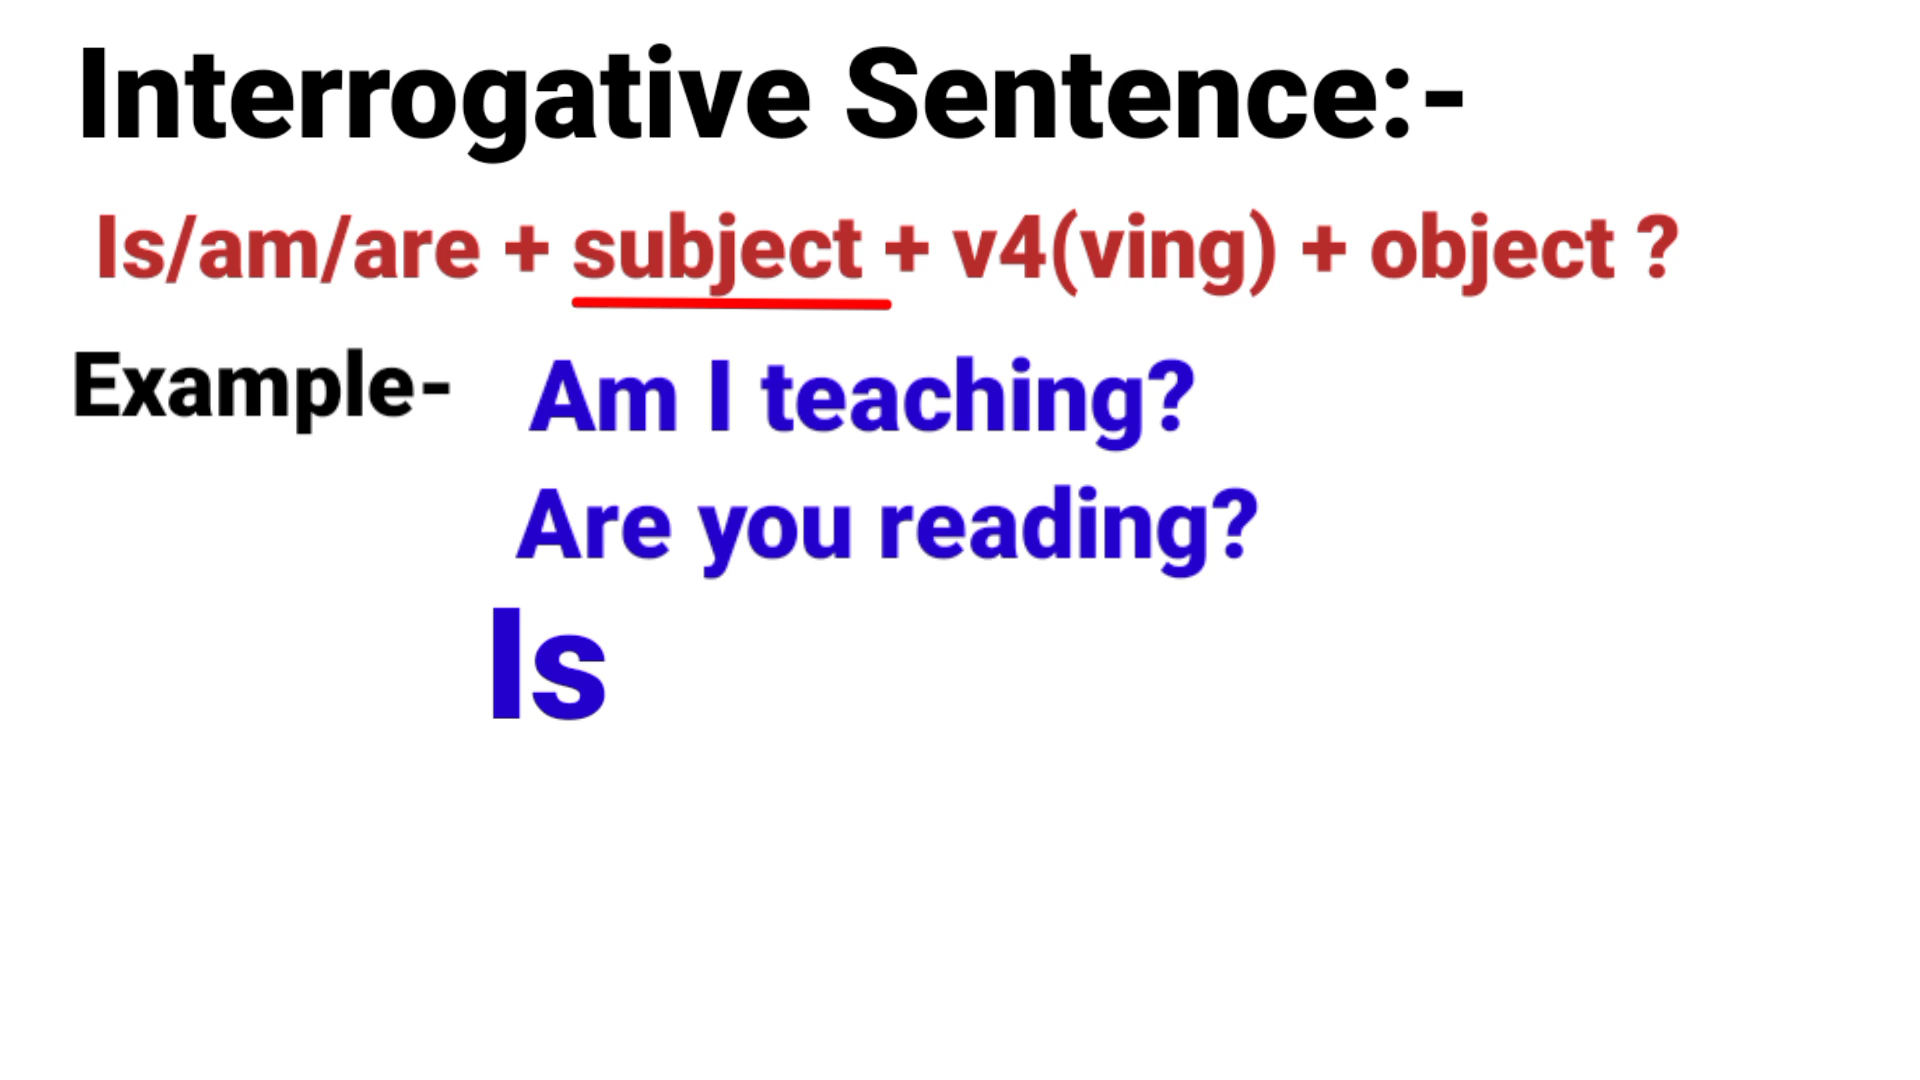 Interrogative Sentence:-
Is/am/are + subject + v4(ving) + object ?
Example- Am I teaching?
Are you reading?
Is